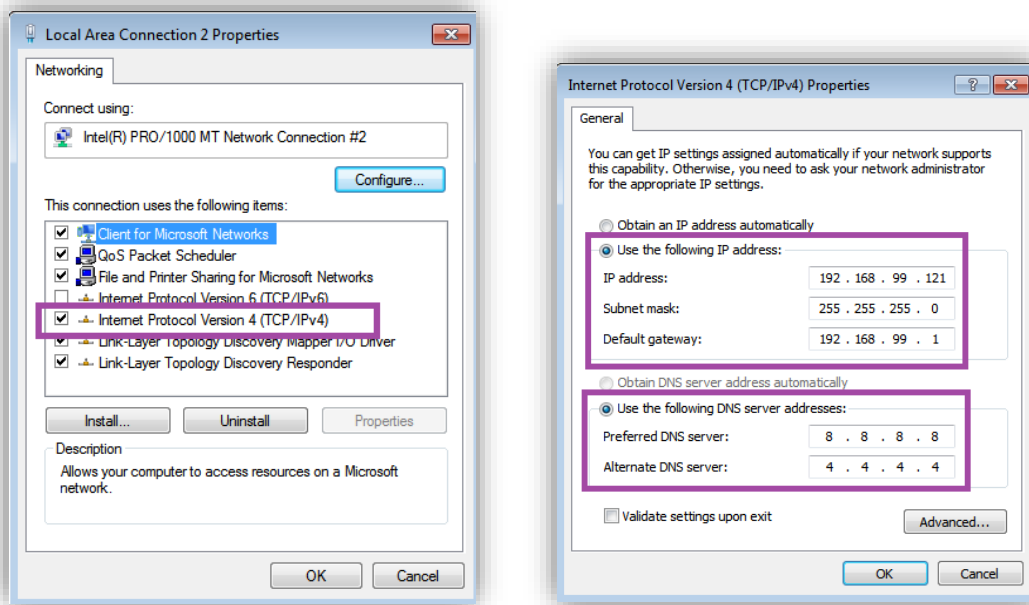 Local Area Connection 2 Properties
Networking
Connect using:
Intel(R) PRO/1000 MT Network Connection #2
Configure...
This connection uses the following items:
Client for Microsoft Networks
QoS Packet Scheduler
File and Printer Sharing for Microsoft Networks
Internet Protocol Version 6 (TCP/IPv6)
Internet Protocol Version 4 (TCP/IPv4)
Link-Layer Topology Discovery Mapper I/O Driver
Link-Layer Topology Discovery Responder
Install...
Uninstall
Properties
Description
Allows your computer to access resources on a Microsoft
network.
OK
Cancel
Internet Protocol Version 4 (TCP/IPv4) Properties
General
You can get IP settings assigned automatically if your network supports
this capability. Otherwise, you need to ask your network administrator
for the appropriate IP settings.
Obtain an IP address automatically
Use the following IP address:
IP address: 192 . 168 . 99 . 121
Subnet mask: 255 . 255 . 255 . 0
Default gateway: 192 . 168 . 99 . 1
Obtain DNS server address automatically
Use the following DNS server addresses:
Preferred DNS server: 8 . 8 . 8 . 8
Alternate DNS server: 4 . 4 . 4 . 4
Validate settings upon exit
Advanced...
OK
Cancel